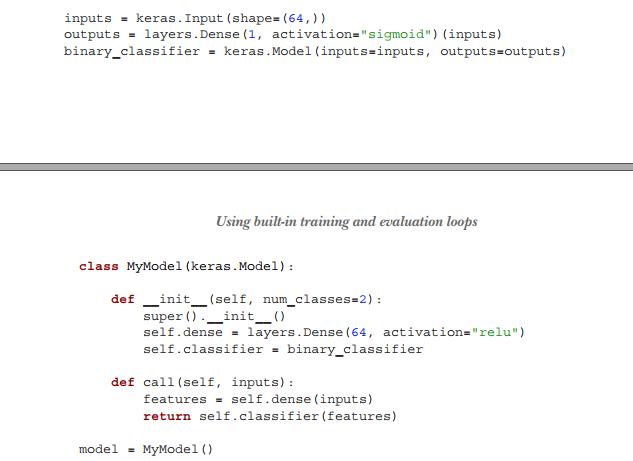 inputs = keras.Input(shape=(64,))
outputs = layers.Dense(1, activation="sigmoid")(inputs)
binary_classifier = keras.Model(inputs=inputs, outputs=outputs)
Using built-in training and evaluation loops
class MyModel(keras.Model):
    def __init__(self, num_classes=2):
        super().__init__()
        self.dense = layers.Dense(64, activation="relu")
        self.classifier = binary_classifier
    def call(self, inputs):
        features = self.dense(inputs)
        return self.classifier(features)
model = MyModel()